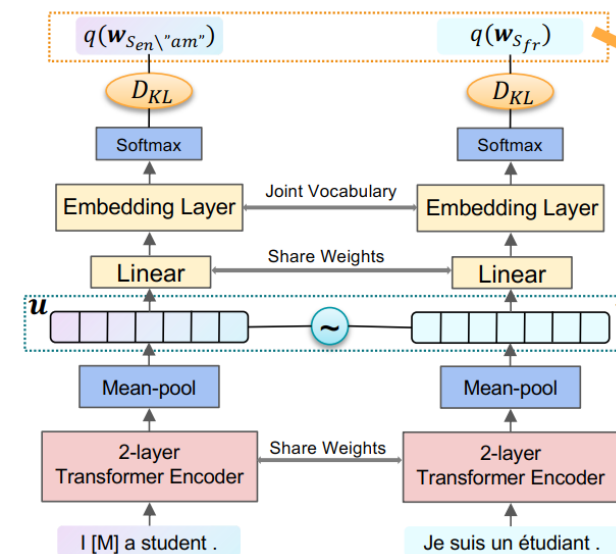 q(w_{S_{en}\"am"})
q(w_{S_{fr}})
D_{KL}
D_{KL}
Softmax
Softmax
Joint Vocabulary
Embedding Layer
Embedding Layer
Share Weights
Linear
Linear
u
~
Mean-pool
Mean-pool
2-layer
Transformer Encoder
Share Weights
2-layer
Transformer Encoder
I [M] a student .
Je suis un étudiant .